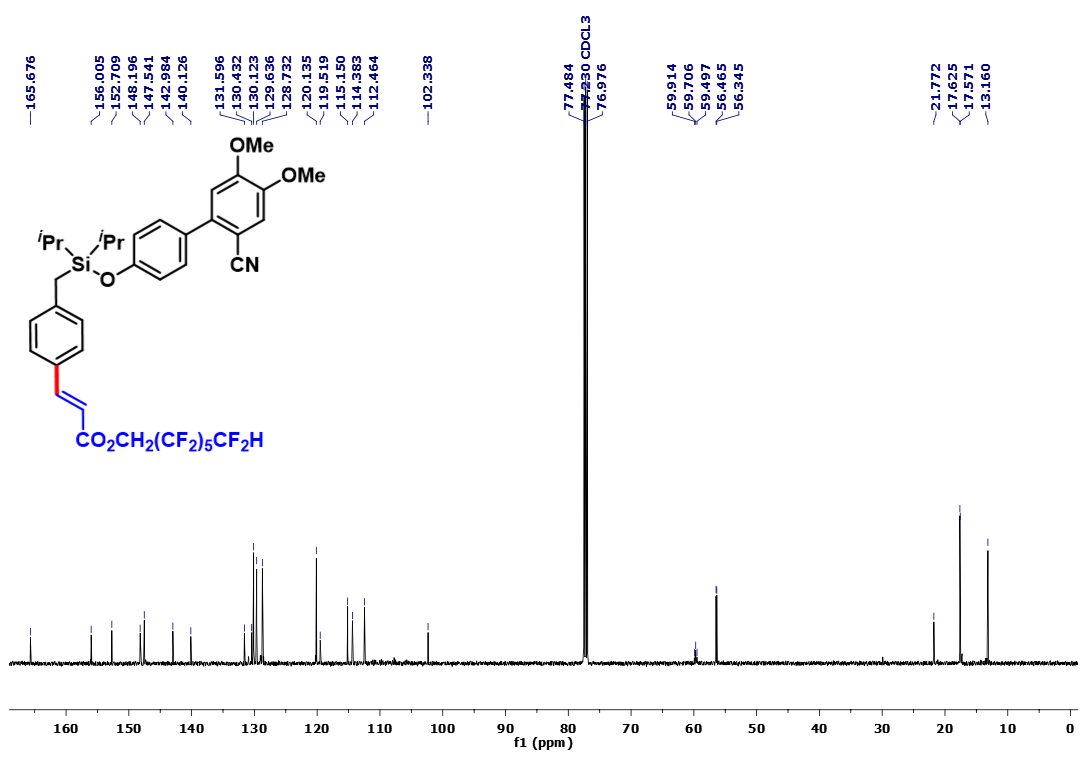 165.676
156.005
152.709
148.196
147.541
142.984
140.126
131.596
130.432
130.123
129.636
128.732
120.135
119.519
115.150
114.383
112.464
102.338
77.484
77.230 CDCL3
76.976
59.914
59.706
59.497
56.465
56.345
21.772
17.625
17.571
13.160
OMe
OMe
iPr
iPr
Si
O
CN
CO2CH2(CF2)5CF2H
160 150 140 130 120 110 100 90 80 70 60 50 40 30 20 10 0
f1 (ppm)